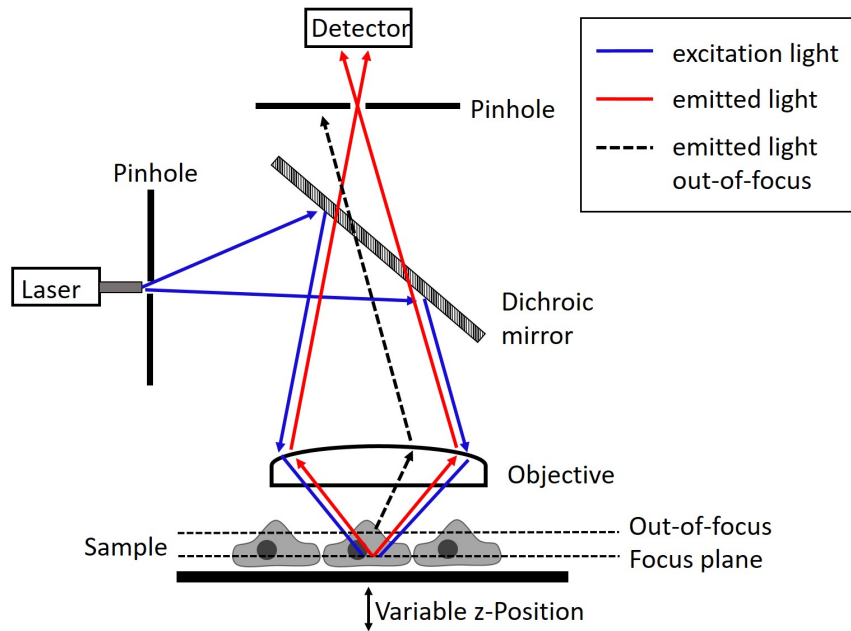 Detector
excitation light
emitted light
emitted light
out-of-focus
Pinhole
Pinhole
Laser
Dichroic
mirror
Objective
Out-of-focus
Sample
Focus plane
Variable z-Position